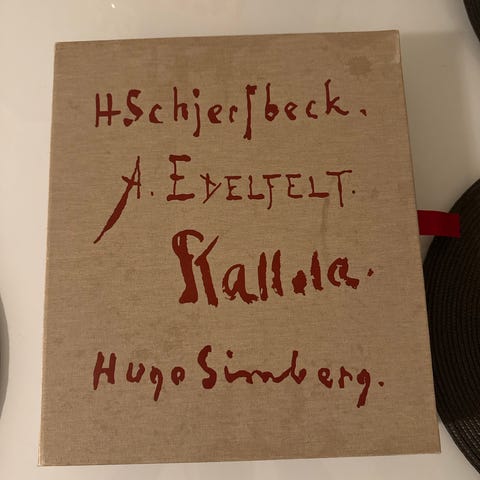 HSchjerfbeck.
A. EDELFELT.
Kallela.
Hugo Simberg.